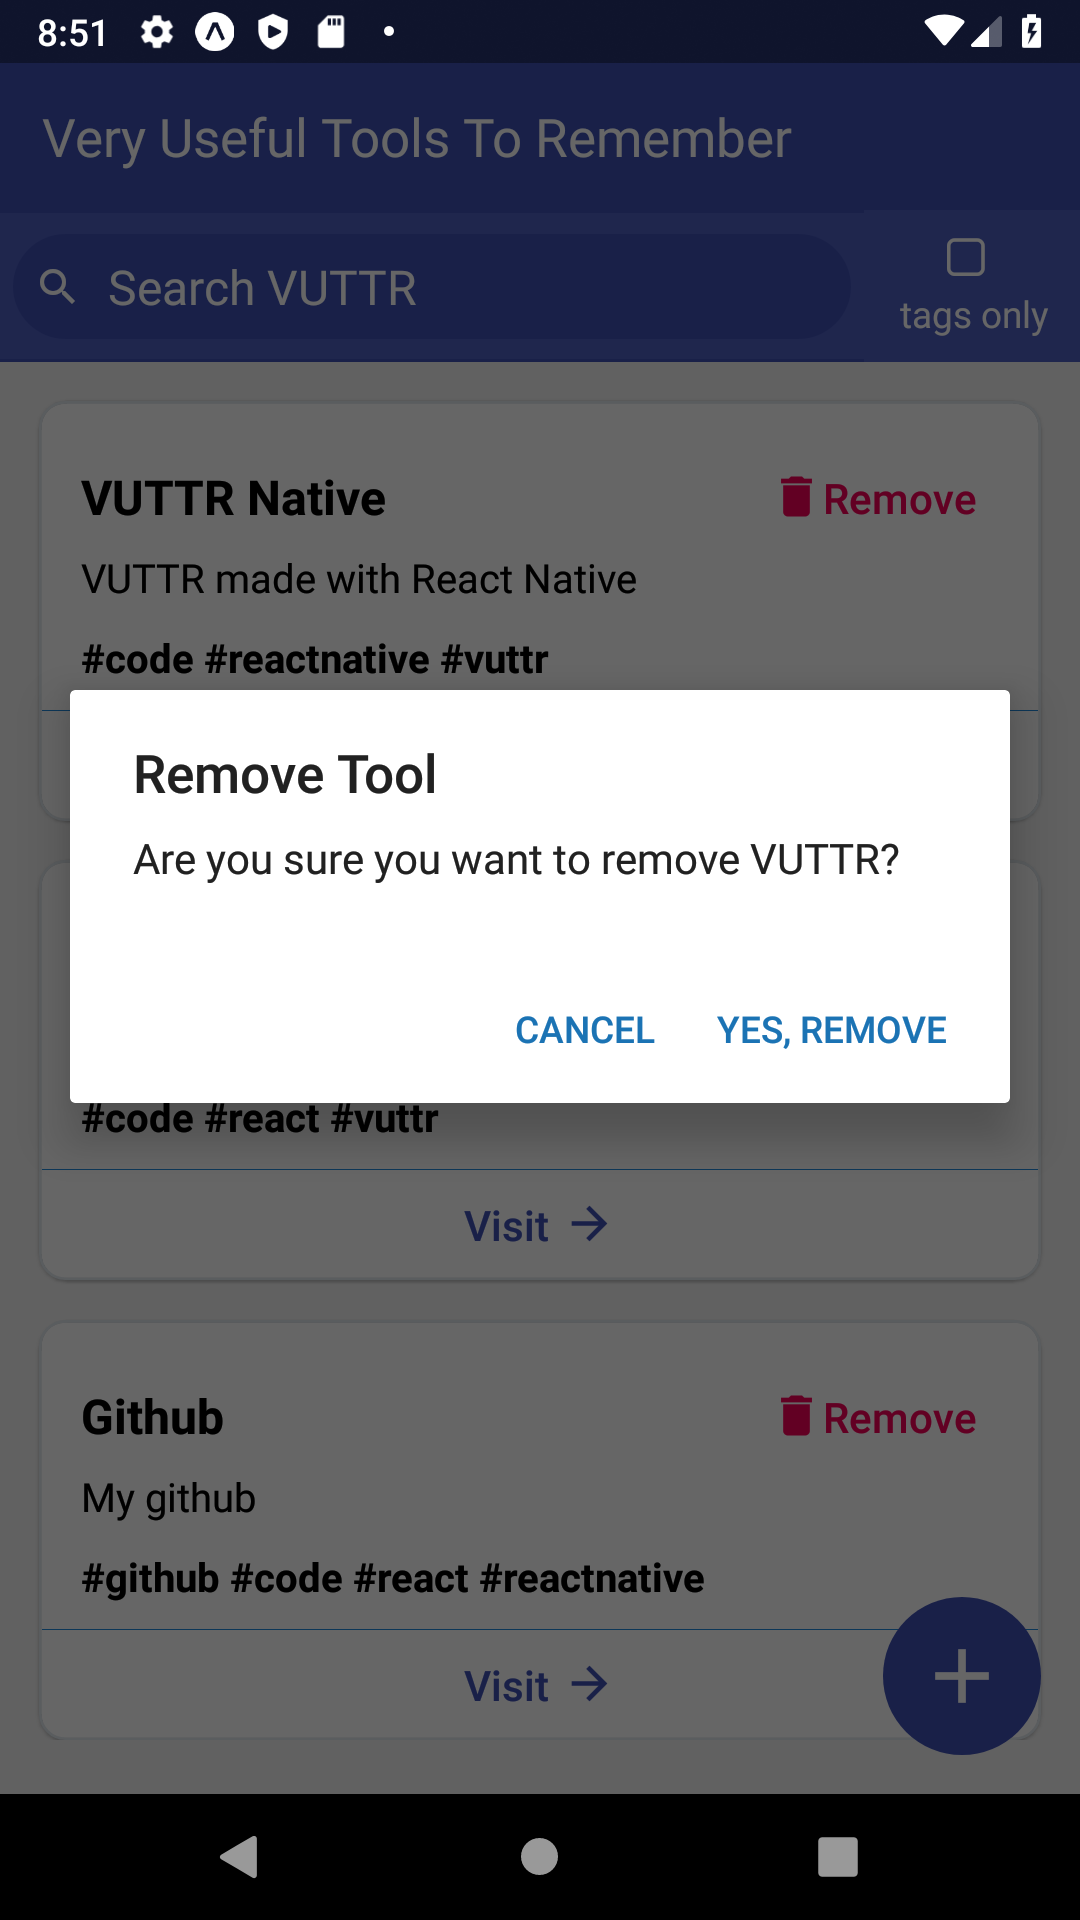 8:51
Very Useful Tools To Remember
Search VUTTR
tags only
VUTTR Native
Remove
VUTTR made with React Native
#code #reactnative #vuttr
Remove Tool
Are you sure you want to remove VUTTR?
CANCEL
YES, REMOVE
#code #react #vuttr
Visit
Github
Remove
My github
#github #code #react #reactnative
Visit